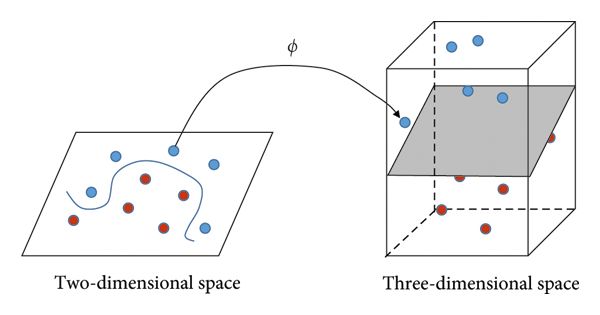 ϕ
Two-dimensional space
Three-dimensional space